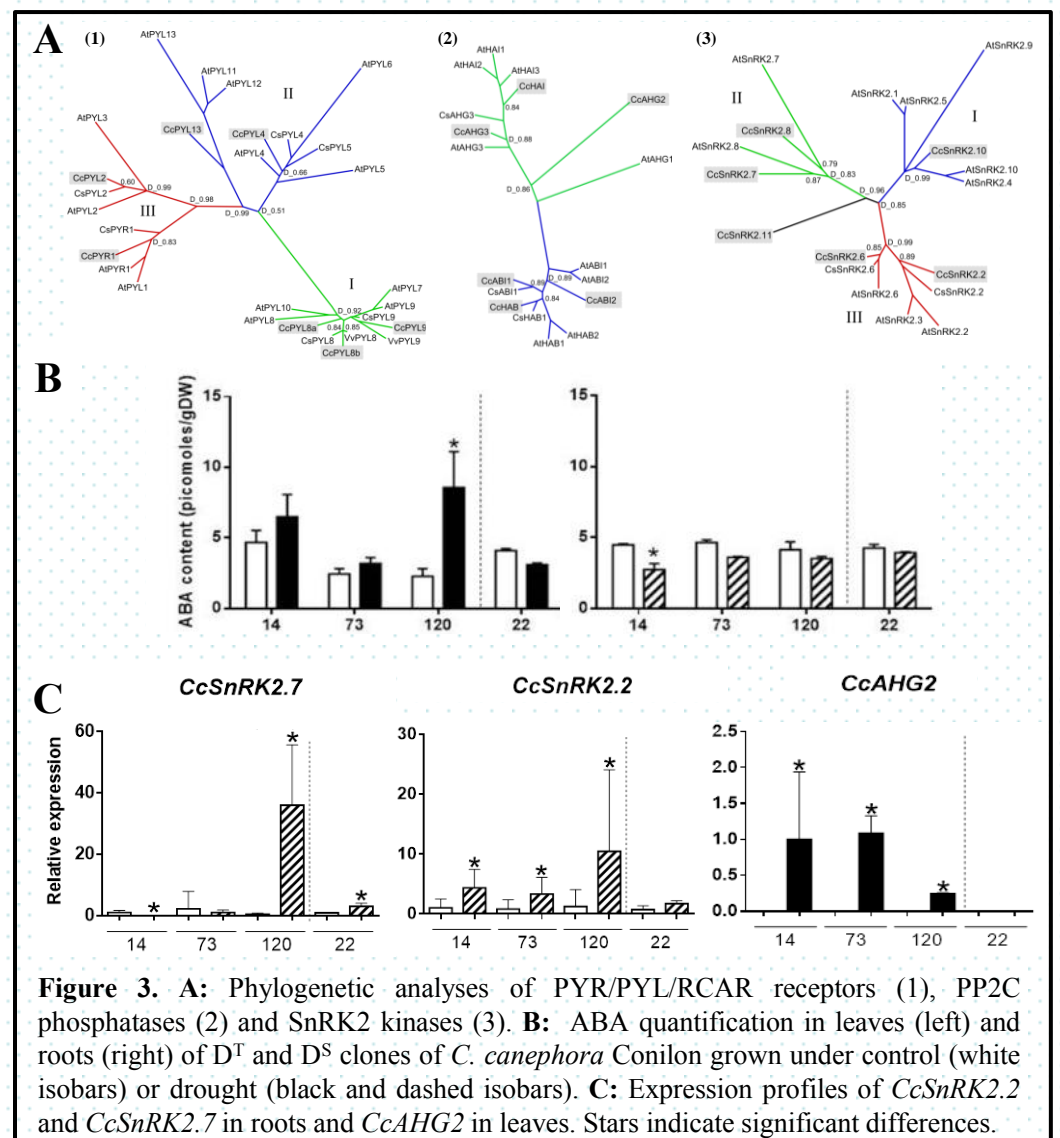 A
(1)
AtPYL13
AtPYL11
AtPYL12
II
AtPYL6
AtPYL3
CcPYL13
CcPYL4
CsPYL4
AtPYL4
CsPYL5
D_0.66
AtPYL5
CcPYL2
0.60
D_0.99
CsPYL2
AtPYL2
III
D_0.98
D_0.99
D_0.51
CsPYR1
D_0.83
CcPYR1
AtPYR1
AtPYL1
I
AtPYL10
AtPYL8
D_0.92
AtPYL7
AtPYL9
CsPYL9
CcPYL8a
0.84
0.85
CcPYL9
CsPYL8
VvPYL8
VvPYL9
CcPYL8b
(2)
AtHAI1
AtHAI2
AtHAI3
CcHAI
0.84
CsAHG3
CcAHG3
D_0.88
AtAHG3
CcAHG2
AtAHG1
D_0.86
AtABI1
AtABI2
D_0.89
CcABI1
0.89
CsABI1
CcABI2
CcHAB
0.84
CsHAB1
AtHAB2
AtHAB1
(3)
AtSnRK2.9
AtSnRK2.7
II
AtSnRK2.1
AtSnRK2.5
I
CcSnRK2.8
AtSnRK2.8
0.79
D_0.83
0.87
CcSnRK2.7
CcSnRK2.10
D_0.99
AtSnRK2.10
AtSnRK2.4
D_0.96
D_0.85
CcSnRK2.11
CcSnRK2.6
0.85
D_0.99
0.89
CsSnRK2.6
CcSnRK2.2
CsSnRK2.2
AtSnRK2.6
AtSnRK2.3
AtSnRK2.2
III
B
ABA content (picomoles/gDW)
15
10
5
0
*
14 73 120 22
15
10
5
0
*
14 73 120 22
C
CcSnRK2.7
CcSnRK2.2
CcAHG2
Relative expression
60
40
20
0
* * *
14 73 120 22
30
20
10
0
* * *
14 73 120 22
2.5
2.0
1.5
1.0
0.5
0.0
* * *
14 73 120 22
Figure 3. A: Phylogenetic analyses of PYR/PYL/RCAR receptors (1), PP2C
phosphatases (2) and SnRK2 kinases (3). B: ABA quantification in leaves (left) and
roots (right) of Dᵀ and Dˢ clones of C. canephora Conilon grown under control (white
isobars) or drought (black and dashed isobars). C: Expression profiles of CcSnRK2.2
and CcSnRK2.7 in roots and CcAHG2 in leaves. Stars indicate significant differences.